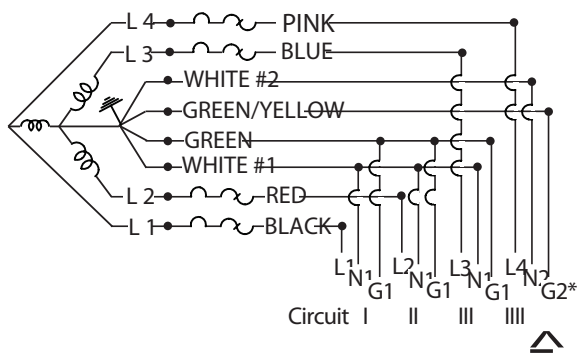 L 4 PINK
L 3 BLUE
WHITE #2
GREEN/YELLOW
GREEN
WHITE #1
L 2 RED
L 1 BLACK
L1 N1 G1 L2 N1 G1 L3 N1 G1 L4 N2 G2*
Circuit I II III IIII